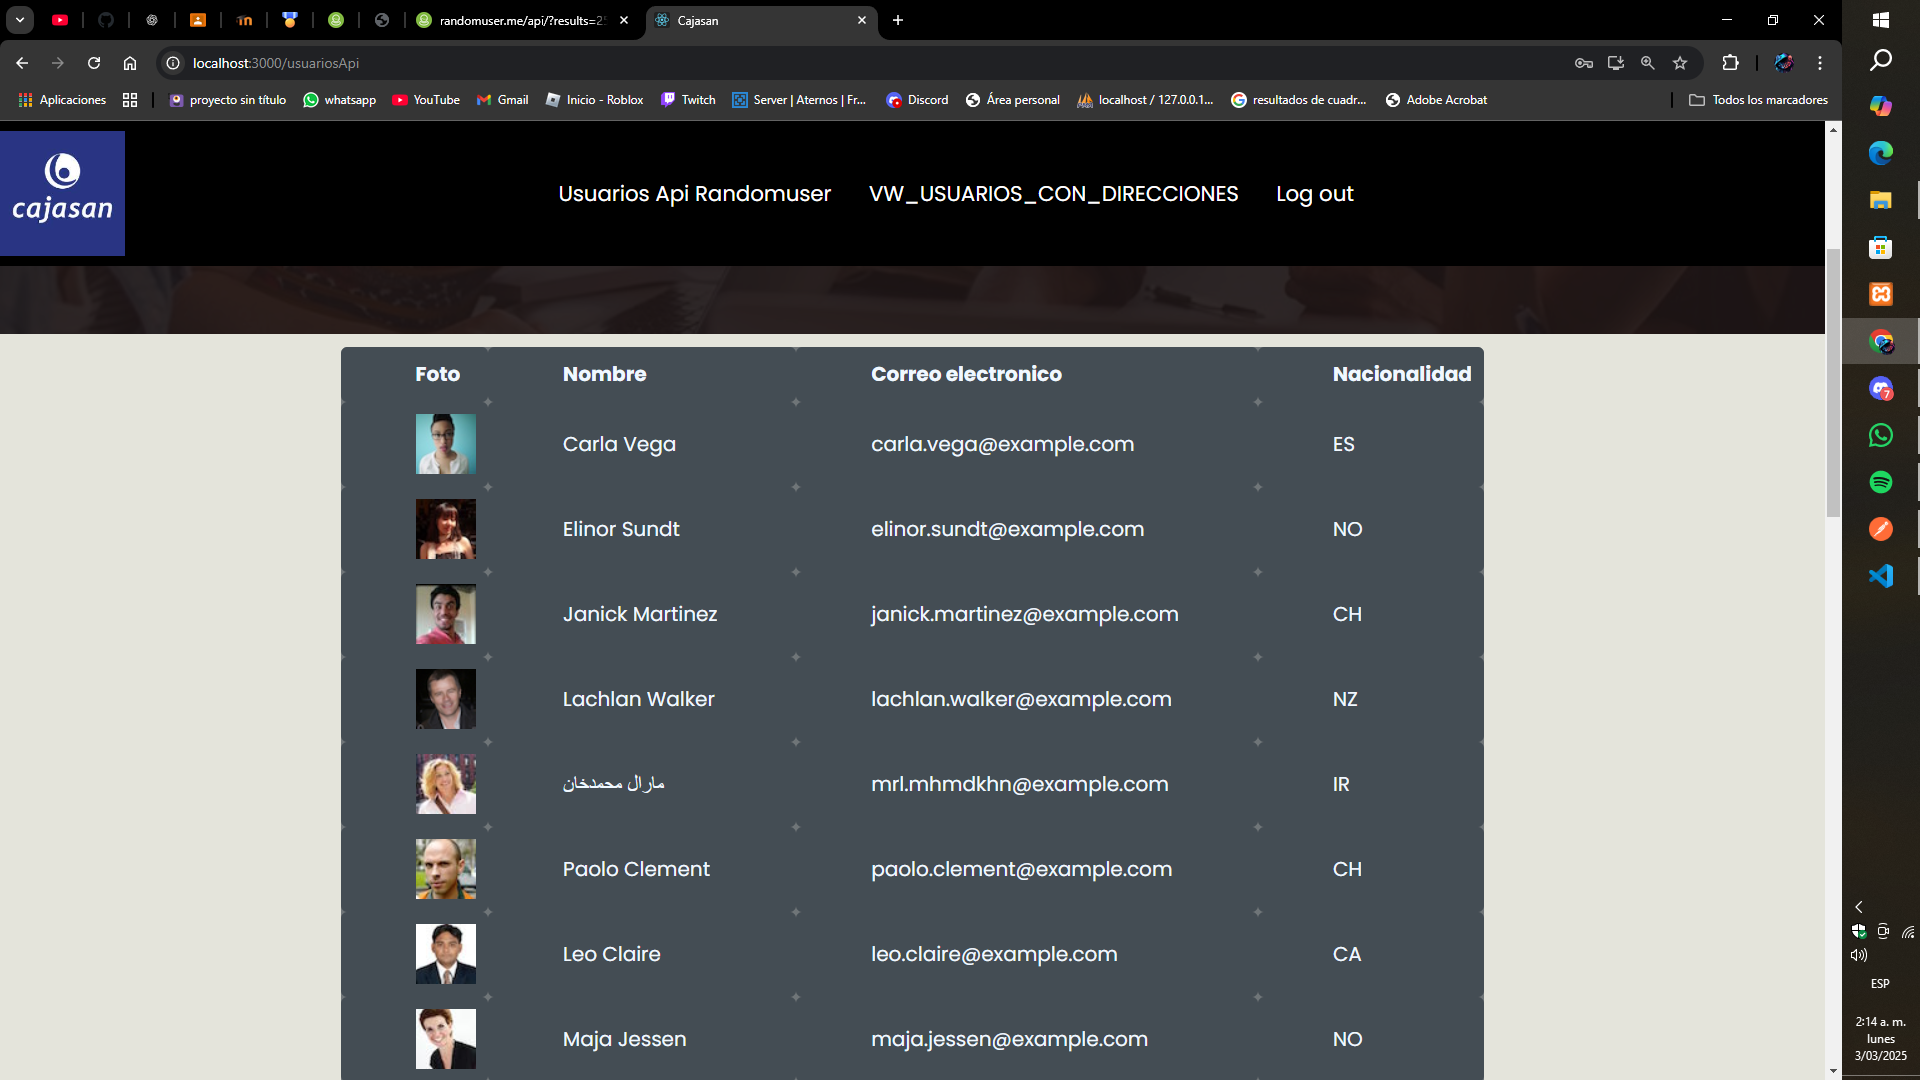 randomuser.me/api/?results=25
Cajasan
localhost:3000/usuariosApi
Aplicaciones
proyecto sin título
whatsapp
YouTube
Gmail
Inicio - Roblox
Twitch
Server | Aternos | Fr...
Discord
Área personal
localhost / 127.0.0.1...
resultados de cuadr...
Adobe Acrobat
Todos los marcadores
cajasan
Usuarios Api Randomuser
VW_USUARIOS_CON_DIRECCIONES
Log out
Foto Nombre Correo electronico Nacionalidad
Carla Vega carla.vega@example.com ES
Elinor Sundt elinor.sundt@example.com NO
Janick Martinez janick.martinez@example.com CH
Lachlan Walker lachlan.walker@example.com NZ
مارال محمدخان mrl.mhmdkhn@example.com IR
Paolo Clement paolo.clement@example.com CH
Leo Claire leo.claire@example.com CA
Maja Jessen maja.jessen@example.com NO
7
ESP
2:14 a. m.
lunes
3/03/2025